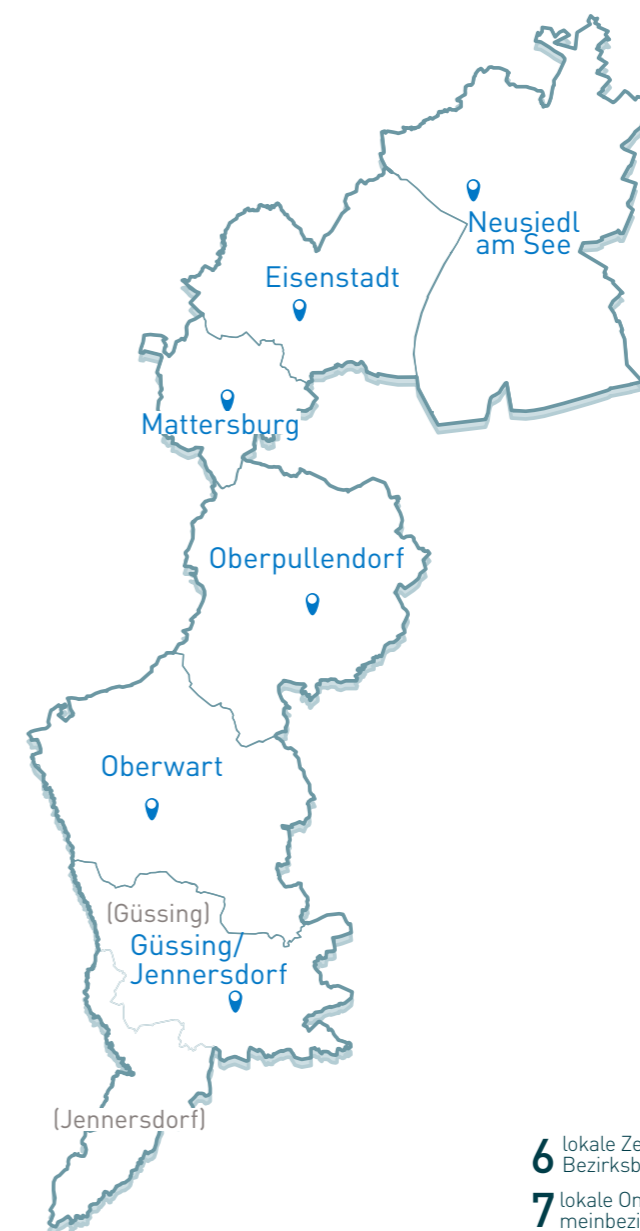 Neusiedl
am See
Eisenstadt
Mattersburg
Oberpullendorf
Oberwart
(Güssing)
Güssing/
Jennersdorf
(Jennersdorf)
6 lokale
7 lokale